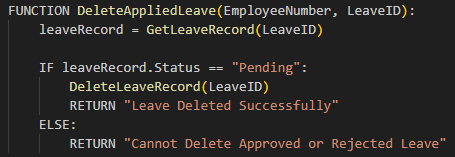 FUNCTION DeleteAppliedLeave(EmployeeNumber, LeaveID):
    leaveRecord = GetLeaveRecord(LeaveID)

    IF leaveRecord.Status == "Pending":
        DeleteLeaveRecord(LeaveID)
        RETURN "Leave Deleted Successfully"
    ELSE:
        RETURN "Cannot Delete Approved or Rejected Leave"